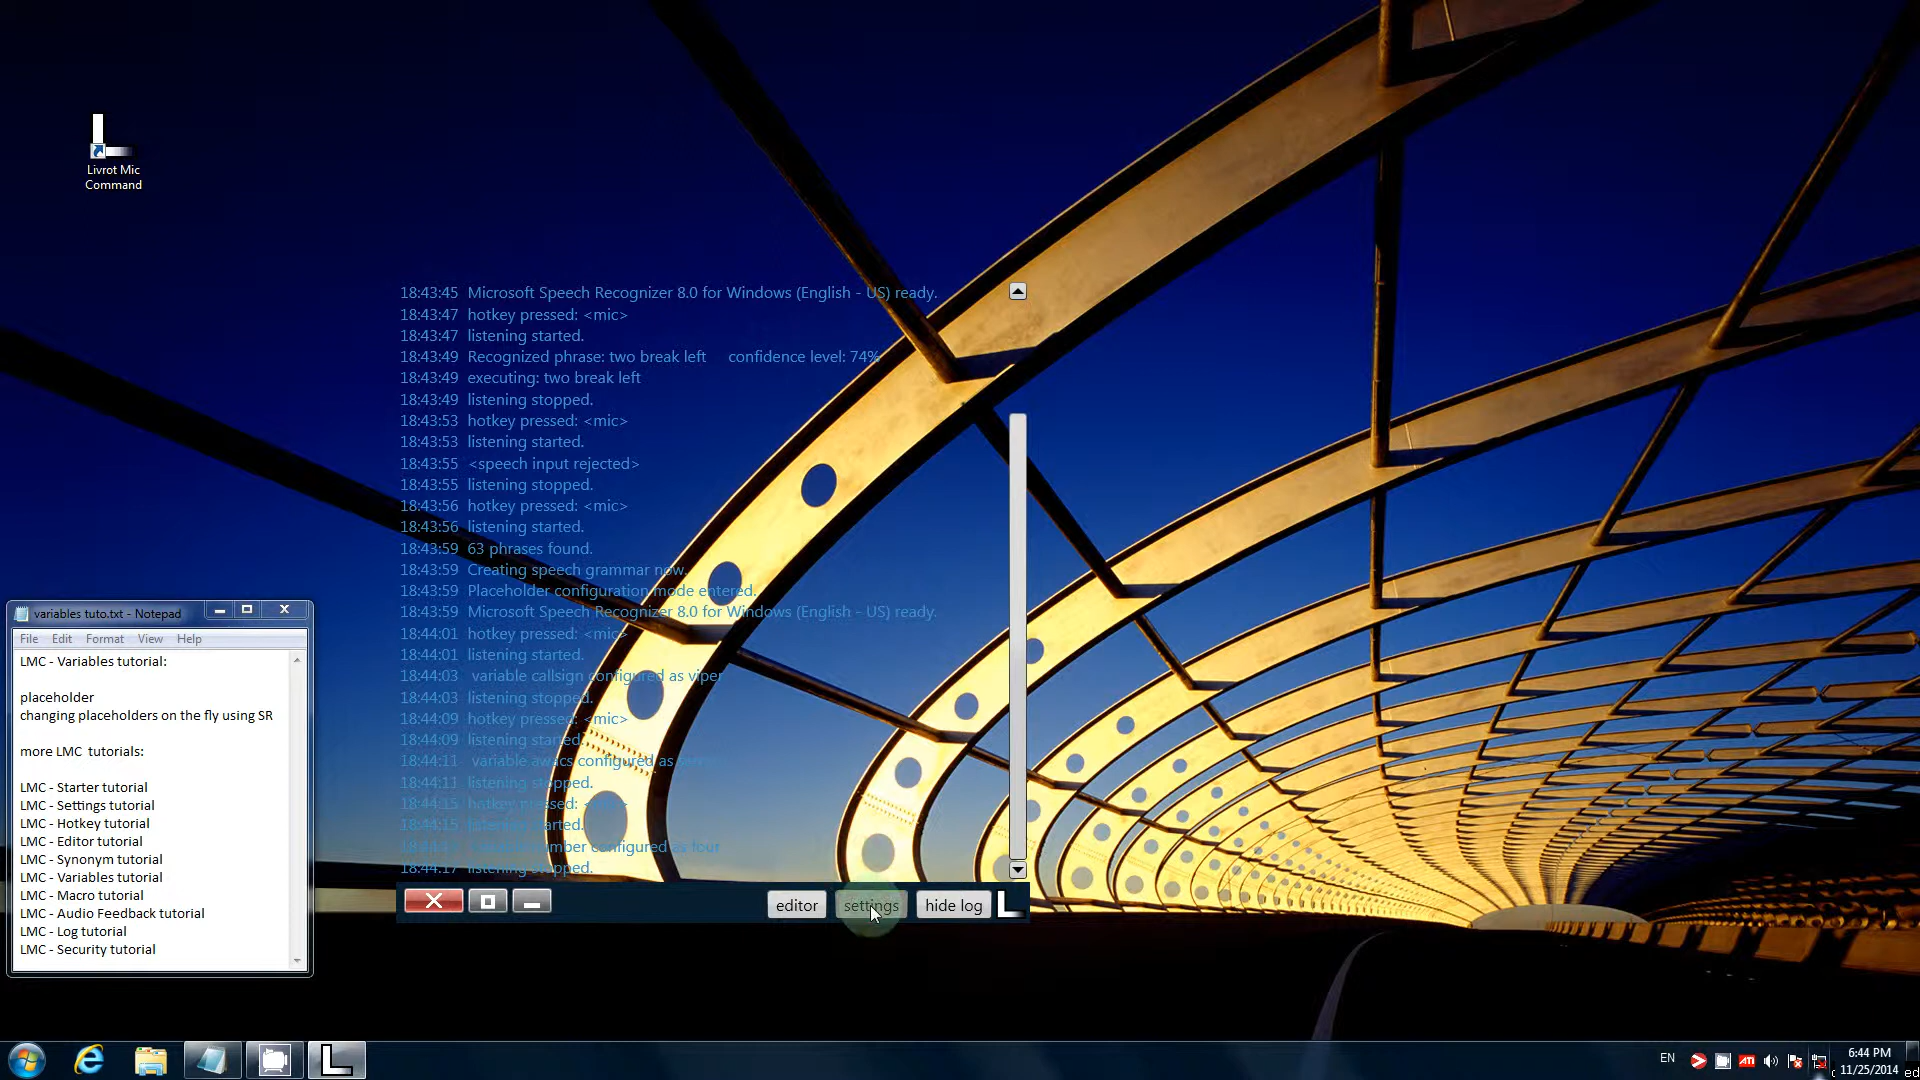 Livrot Mic
Command
18:43:45 Microsoft Speech Recognizer 8.0 for Windows (English - US) ready.
18:43:47 hotkey pressed: <mic>
18:43:47 listening started.
18:43:49 Recognized phrase: two break left confidence level: 74%
18:43:49 executing: two break left
18:43:49 listening stopped.
18:43:53 hotkey pressed: <mic>
18:43:53 listening started.
18:43:55 <speech input rejected>
18:43:55 listening stopped.
18:43:56 hotkey pressed: <mic>
18:43:56 listening started.
18:43:59 63 phrases found.
18:43:59 Creating speech grammar now.
18:43:59 Placeholder configuration mode entered.
18:43:59 Microsoft Speech Recognizer 8.0 for Windows (English - US) ready.
18:44:01 hotkey pressed: <mic>
18:44:01 listening started.
18:44:03 variable callsign configured as viper
18:44:03 listening stopped.
18:44:09 hotkey pressed: <mic>
18:44:09 listening started.
18:44:11 variable awacs configured as
18:44:11 listening stopped.
18:44:15 hotkey pressed:
18:44:15 listening started.
number configured as four
18:44:17 listening stopped.
editor settings hide log
variables tuto.txt - Notepad
File Edit Format View Help
LMC - Variables tutorial:
placeholder
changing placeholders on the fly using SR
more LMC tutorials:
LMC - Starter tutorial
LMC - Settings tutorial
LMC - Hotkey tutorial
LMC - Editor tutorial
LMC - Synonym tutorial
LMC - Variables tutorial
LMC - Macro tutorial
LMC - Audio Feedback tutorial
LMC - Log tutorial
LMC - Security tutorial
EN
ATI
6:44 PM
11/25/2014